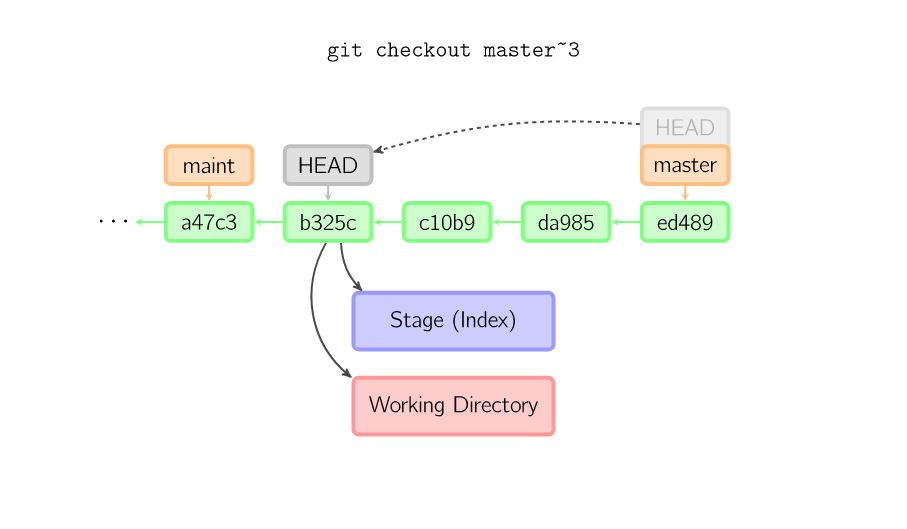 git checkout master~3
HEAD
maint
HEAD
master
...
a47c3
b325c
c10b9
da985
ed489
Stage (Index)
Working Directory